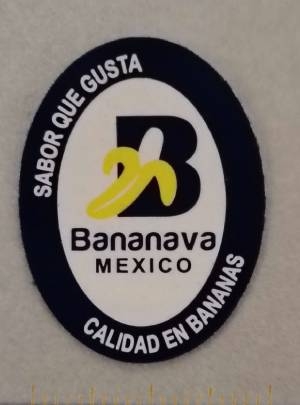 SABOR QUE GUSTA
B
Bananava
MEXICO
CALIDAD EN BANANAS